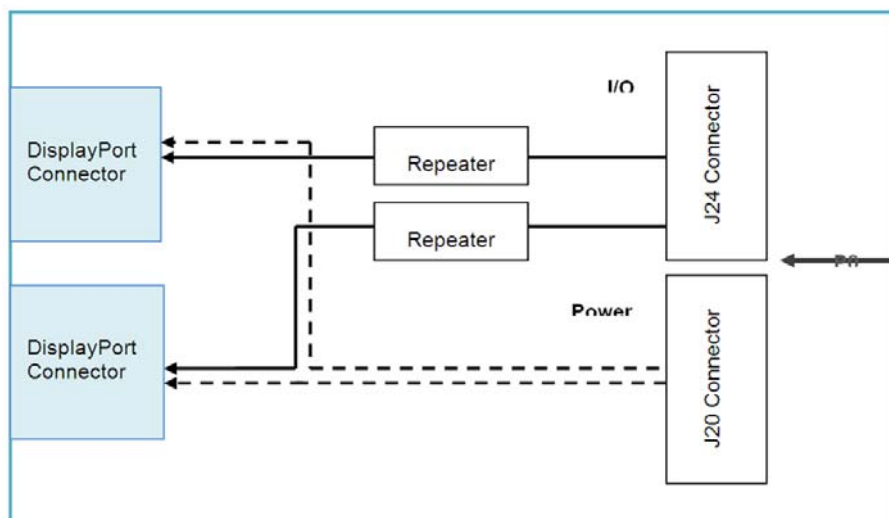 I/O
DisplayPort
Connector
Repeater
J24 Connector
Repeater
Power
DisplayPort
Connector
J20 Connector